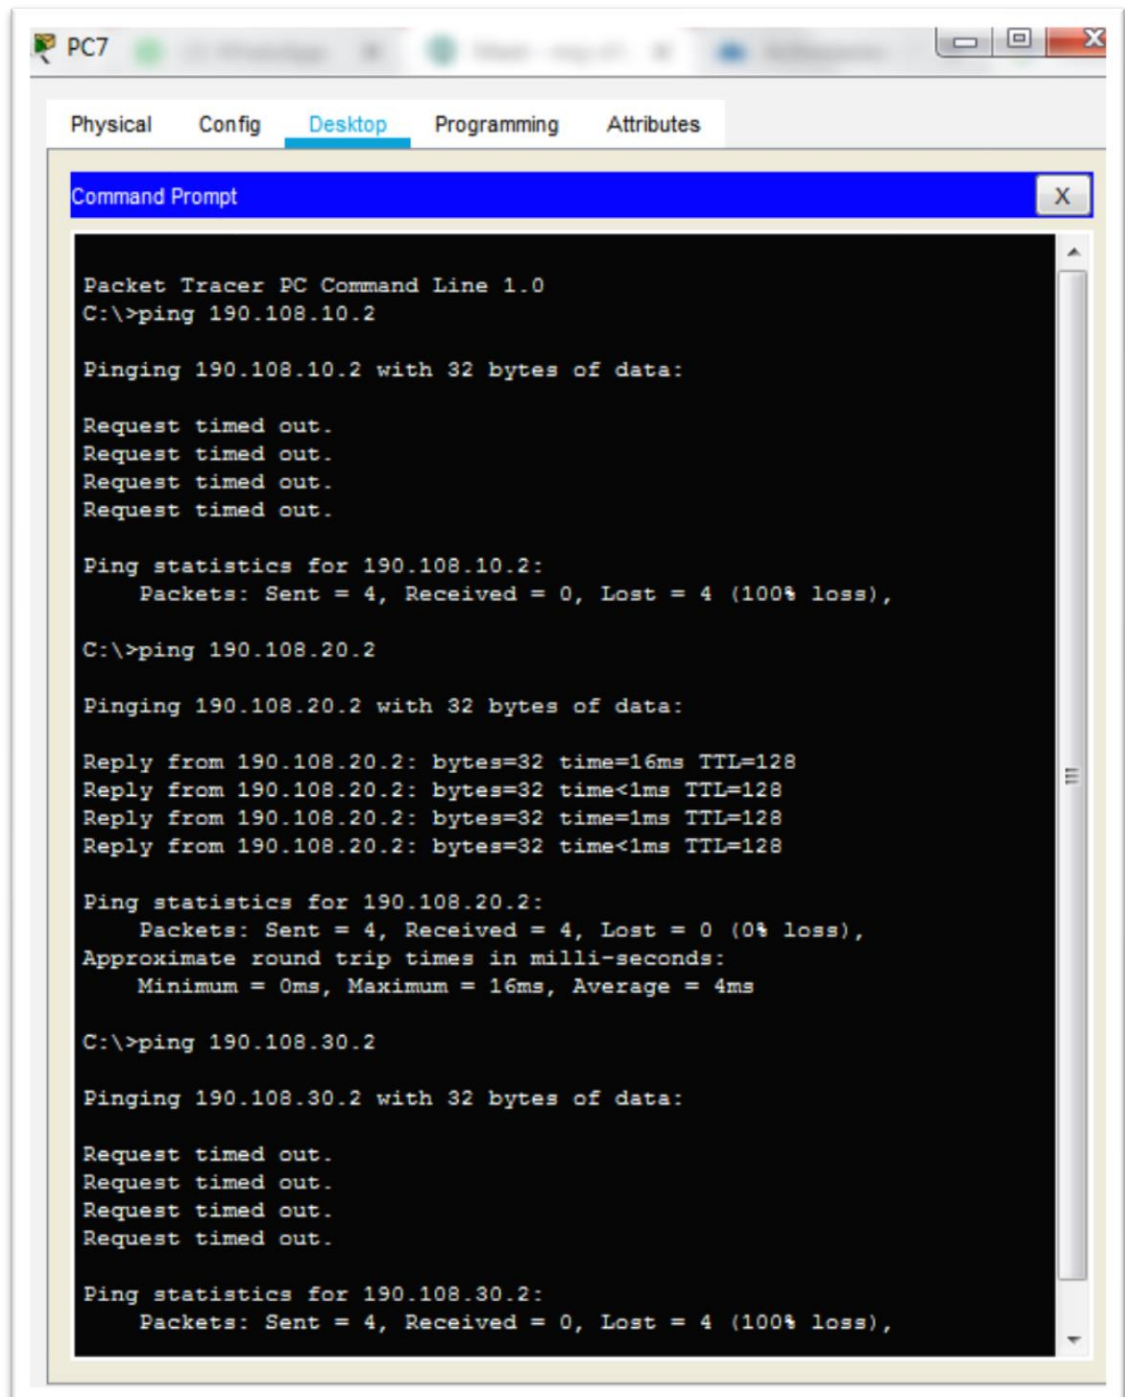 PC7
Physical Config Desktop Programming Attributes
Command Prompt
X
Packet Tracer PC Command Line 1.0
C:\>ping 190.108.10.2
Pinging 190.108.10.2 with 32 bytes of data:
Request timed out.
Request timed out.
Request timed out.
Request timed out.
Ping statistics for 190.108.10.2:
Packets: Sent = 4, Received = 0, Lost = 4 (100% loss),
C:\>ping 190.108.20.2
Pinging 190.108.20.2 with 32 bytes of data:
Reply from 190.108.20.2: bytes=32 time=16ms TTL=128
Reply from 190.108.20.2: bytes=32 time<1ms TTL=128
Reply from 190.108.20.2: bytes=32 time=1ms TTL=128
Reply from 190.108.20.2: bytes=32 time<1ms TTL=128
Ping statistics for 190.108.20.2:
Packets: Sent = 4, Received = 4, Lost = 0 (0% loss),
Approximate round trip times in milli-seconds:
Minimum = 0ms, Maximum = 16ms, Average = 4ms
C:\>ping 190.108.30.2
Pinging 190.108.30.2 with 32 bytes of data:
Request timed out.
Request timed out.
Request timed out.
Request timed out.
Ping statistics for 190.108.30.2:
Packets: Sent = 4, Received = 0, Lost = 4 (100% loss),